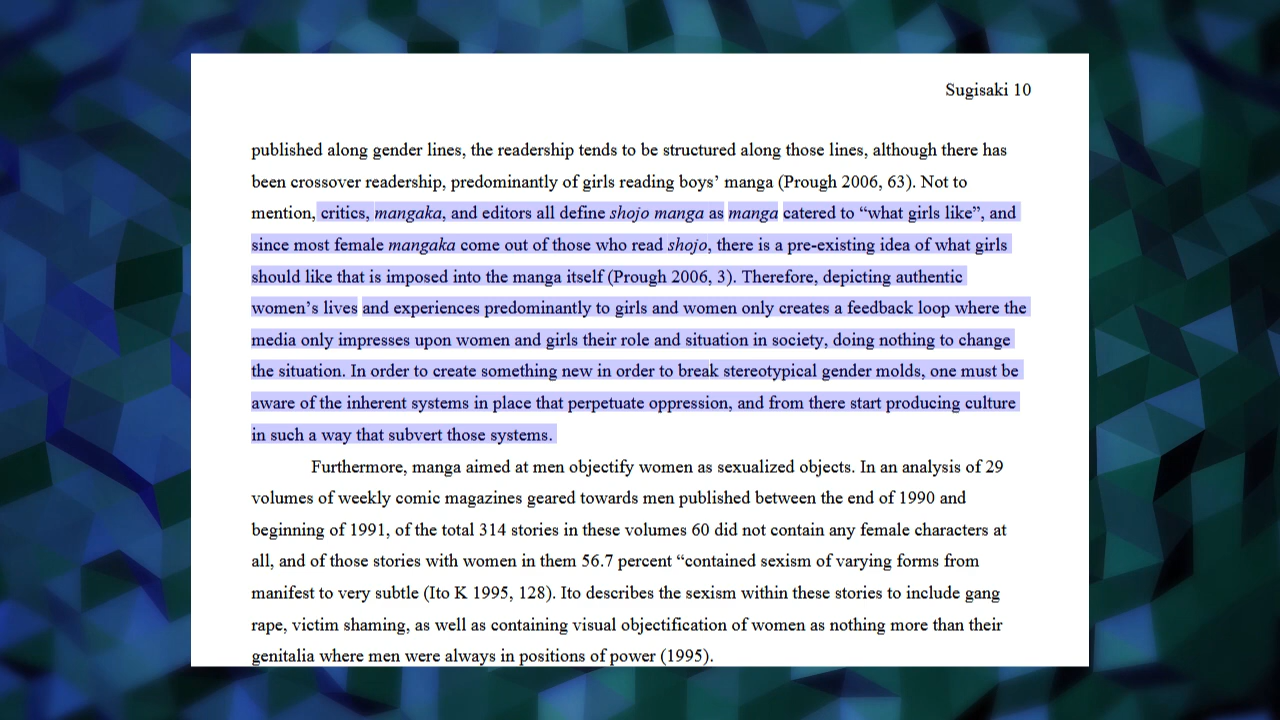 Sugisaki 10
published along gender lines, the readership tends to be structured along those lines, although there has
been crossover readership, predominantly of girls reading boys’ manga (Prough 2006, 63). Not to
mention, critics, mangaka, and editors all define shojo manga as manga catered to “what girls like”, and
since most female mangaka come out of those who read shojo, there is a pre-existing idea of what girls
should like that is imposed into the manga itself (Prough 2006, 3). Therefore, depicting authentic
women’s lives and experiences predominantly to girls and women only creates a feedback loop where the
media only impresses upon women and girls their role and situation in society, doing nothing to change
the situation. In order to create something new in order to break stereotypical gender molds, one must be
aware of the inherent systems in place that perpetuate oppression, and from there start producing culture
in such a way that subvert those systems.
Furthermore, manga aimed at men objectify women as sexualized objects. In an analysis of 29
volumes of weekly comic magazines geared towards men published between the end of 1990 and
beginning of 1991, of the total 314 stories in these volumes 60 did not contain any female characters at
all, and of those stories with women in them 56.7 percent “contained sexism of varying forms from
manifest to very subtle (Ito K 1995, 128). Ito describes the sexism within these stories to include gang
rape, victim shaming, as well as containing visual objectification of women as nothing more than their
genitalia where men were always in positions of power (1995).